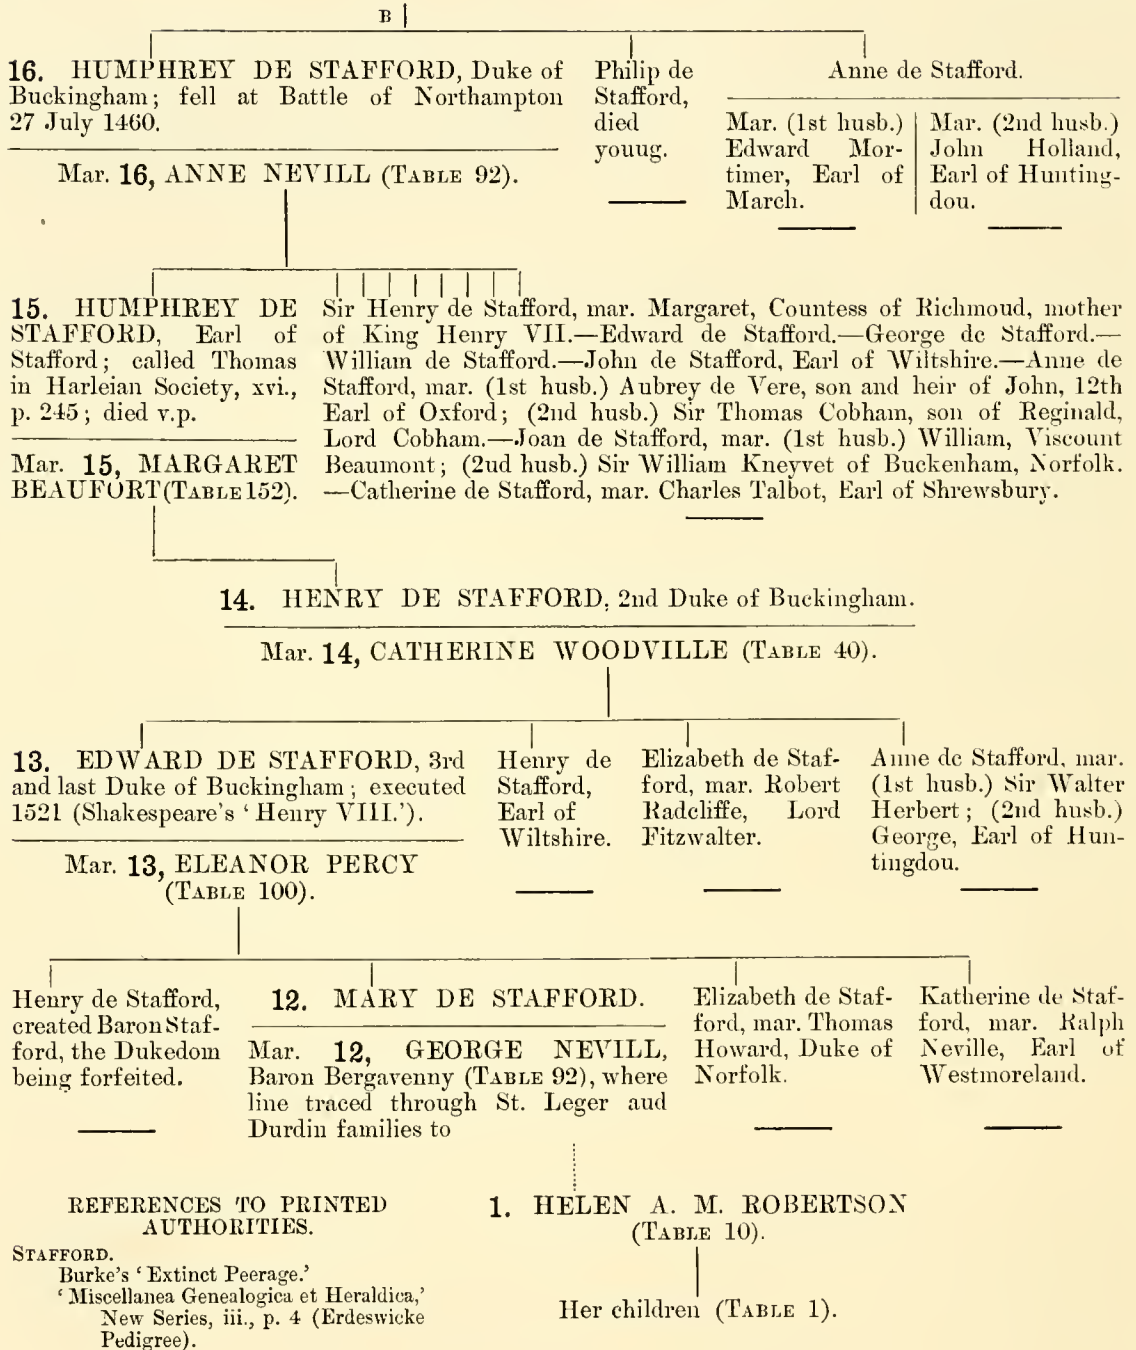 B
16. HUMPHREY DE STAFFORD, Duke of
Buckingham; fell at Battle of Northampton
27 July 1460.
Mar. 16, ANNE NEVILL (TABLE 92).
Philip de
Stafford,
died
youug.
Anne de Stafford.
Mar. (1st husb.)
Edward Mor-
timer, Earl of
March.
Mar. (2nd husb.)
John Holland,
Earl of Hunting-
dou.
15. HUMPHREY DE
STAFFORD, Earl of
Stafford; called Thomas
in Harleian Society, xvi.,
p. 245; died v.p.
Mar. 15, MARGARET
BEAUFORT (TABLE 152).
Sir Henry de Stafford, mar. Margaret, Countess of Richmoud, mother
of King Henry VII.—Edward de Stafford.—George de Stafford.—
William de Stafford.—John de Stafford, Earl of Wiltshire.—Anne de
Stafford, mar. (1st husb.) Aubrey de Vere, son and heir of John, 12th
Earl of Oxford; (2nd husb.) Sir Thomas Cobham, son of Reginald,
Lord Cobham.—Joan de Stafford, mar. (1st husb.) William, Viscount
Beaumont; (2ud husb.) Sir William Kneyvet of Buckenham, Norfolk.
—Catherine de Stafford, mar. Charles Talbot, Earl of Shrewsbury.
14. HENRY DE STAFFORD, 2nd Duke of Buckingham.
Mar. 14, CATHERINE WOODVILLE (TABLE 40).
13. EDWARD DE STAFFORD, 3rd
and last Duke of Buckingham; executed
1521 (Shakespeare's 'Henry VIII.').
Mar. 13, ELEANOR PERCY
(TABLE 100).
Henry de
Stafford,
Earl of
Wiltshire.
Elizabeth de Staf-
ford, mar. Robert
Radcliffe, Lord
Fitzwalter.
Anne de Stafford, mar.
(1st husb.) Sir Walter
Herbert; (2nd husb.)
George, Earl of Hun-
tingdou.
Henry de Stafford,
created Baron Staf-
ford, the Dukedom
being forfeited.
12. MARY DE STAFFORD.
Mar. 12, GEORGE NEVILL,
Baron Bergavenny (TABLE 92), where
line traced through St. Leger aud
Durdin families to
Elizabeth de Staf-
ford, mar. Thomas
Howard, Duke of
Norfolk.
Katherine de Staf-
ford, mar. Ralph
Neville, Earl of
Westmoreland.
REFERENCES TO PRINTED
AUTHORITIES.
STAFFORD.
Burke's 'Extinct Peerage.'
'Miscellanea Genealogica et Heraldica,'
New Series, iii., p. 4 (Erdeswicke
Pedigree).
1. HELEN A. M. ROBERTSON
(TABLE 10).
Her children (TABLE 1).